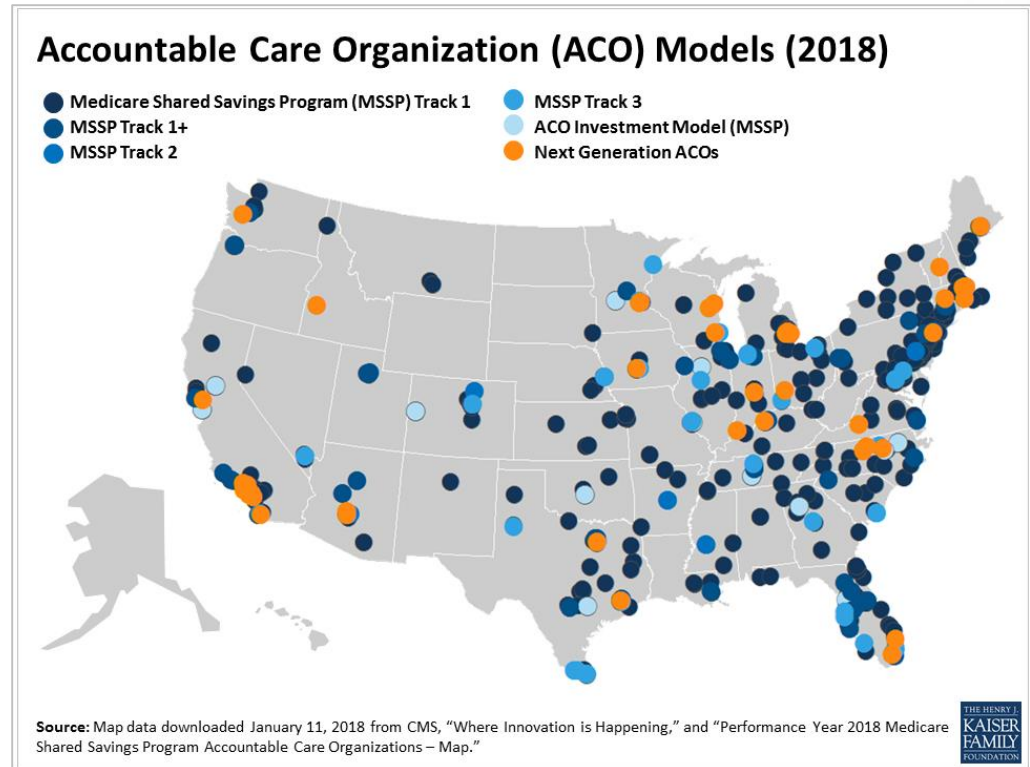 Accountable Care Organization (ACO) Models (2018)
Medicare Shared Savings Program (MSSP) Track 1
MSSP Track 1+
MSSP Track 2
MSSP Track 3
ACO Investment Model (MSSP)
Next Generation ACOs
Source: Map data downloaded January 11, 2018 from CMS, “Where Innovation is Happening,” and “Performance Year 2018 Medicare
Shared Savings Program Accountable Care Organizations – Map.”
THE HENRY J.
KAISER
FAMILY
FOUNDATION